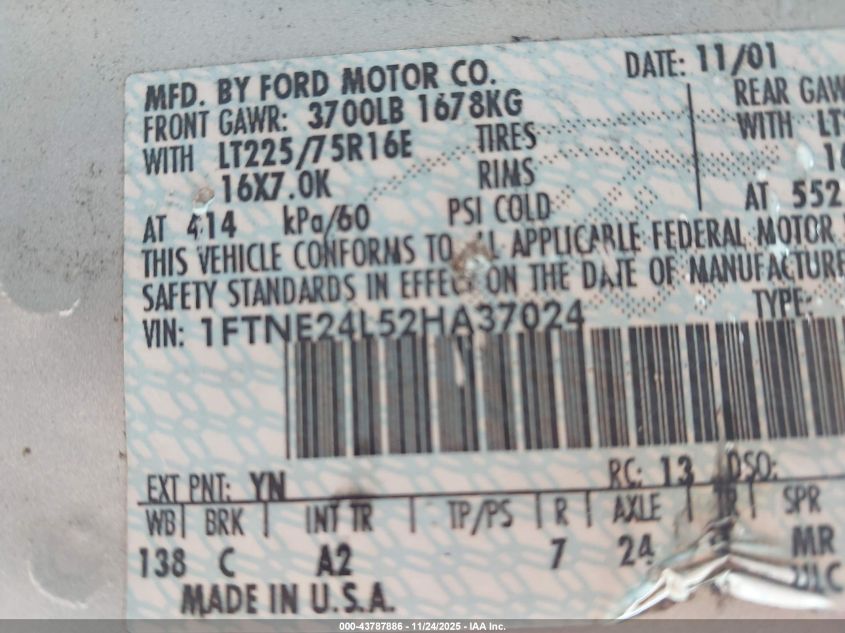 MFD. BY FORD MOTOR CO. DATE: 11/01
FRONT GAWR: 3700LB 1678KG REAR GAW
WITH LT225/75R16E TIRES WITH LT
16X7.0K RIMS 16
AT 414 kPa/60 PSI COLD AT 552
THIS VEHICLE CONFORMS TO ALL APPLICABLE FEDERAL MOTOR
SAFETY STANDARDS IN EFFECT ON THE DATE OF MANUFACTURE
VIN: 1FTNE24L52HA37024 TYPE:
EXT PNT: YN RC: 13 DSO:
WB BRK INT TR TP/PS R AXLE TR SPR
138 C A2 7 24 MR
MADE IN U.S.A.
000-43787886 | 11/24/2025 - IAA Inc.